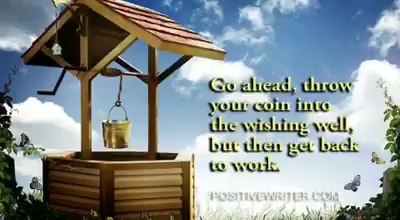 Go ahead, throw
your coin into
the wishing well,
but then get back
to work.
POSITIVEWRITER.COM